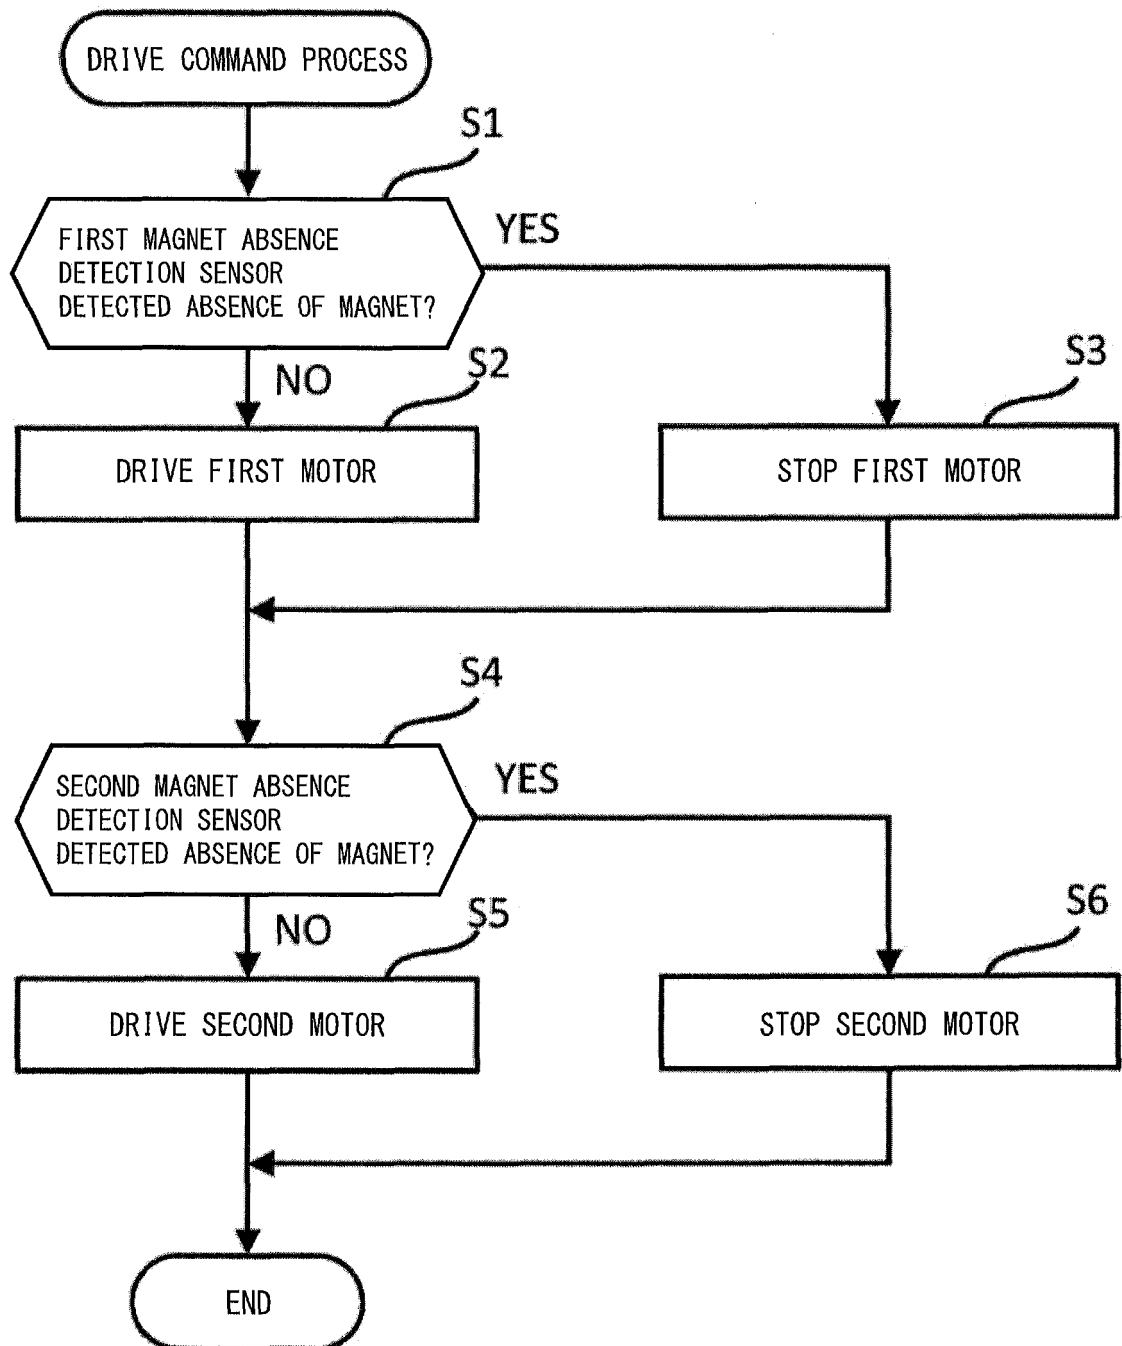 DRIVE COMMAND PROCESS
S1
FIRST MAGNET ABSENCE
DETECTION SENSOR
DETECTED ABSENCE OF MAGNET?
YES
NO
S2
DRIVE FIRST MOTOR
S3
STOP FIRST MOTOR
S4
SECOND MAGNET ABSENCE
DETECTION SENSOR
DETECTED ABSENCE OF MAGNET?
YES
NO
S5
DRIVE SECOND MOTOR
S6
STOP SECOND MOTOR
END